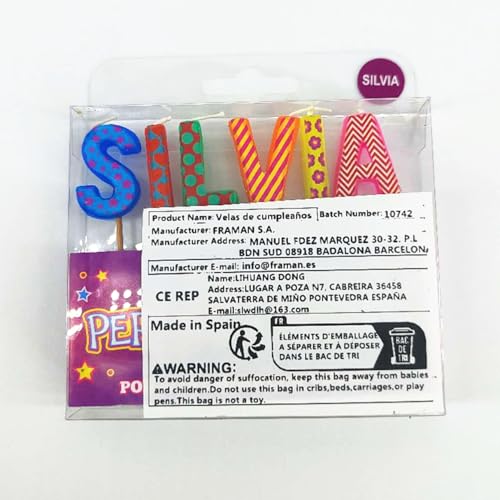 SILVIA
SILVIA
Product Name: Velas de cumpleaños Batch Number: 10742
Manufacturer: FRAMAN S.A.
Manufacturer Address: MANUEL FDEZ MARQUEZ 30-32. P.L
BDN SUD 08918 BADALONA BARCELON
Manufacturer E-mail: info@framan.es
CE REP
Name:LIHUANG DONG
Address:LUGAR A POZA N7, CABREIRA 36458
SALVATERRA DE MIÑO PONTEVEDRA ESPAÑA
E-mail:slwdlh@163.com
Made in Spain
FR
ÉLÉMENTS D'EMBALLAGE
À SÉPARER ET À DÉPOSER
DANS LE BAC DE TRI
BAC
DE
TRI
PER
PO
WARNING:
To avoid danger of suffocation, keep this bag away from babies
and children.Do not use this bag in cribs,beds,carriages,or play
pens.This bag is not a toy.